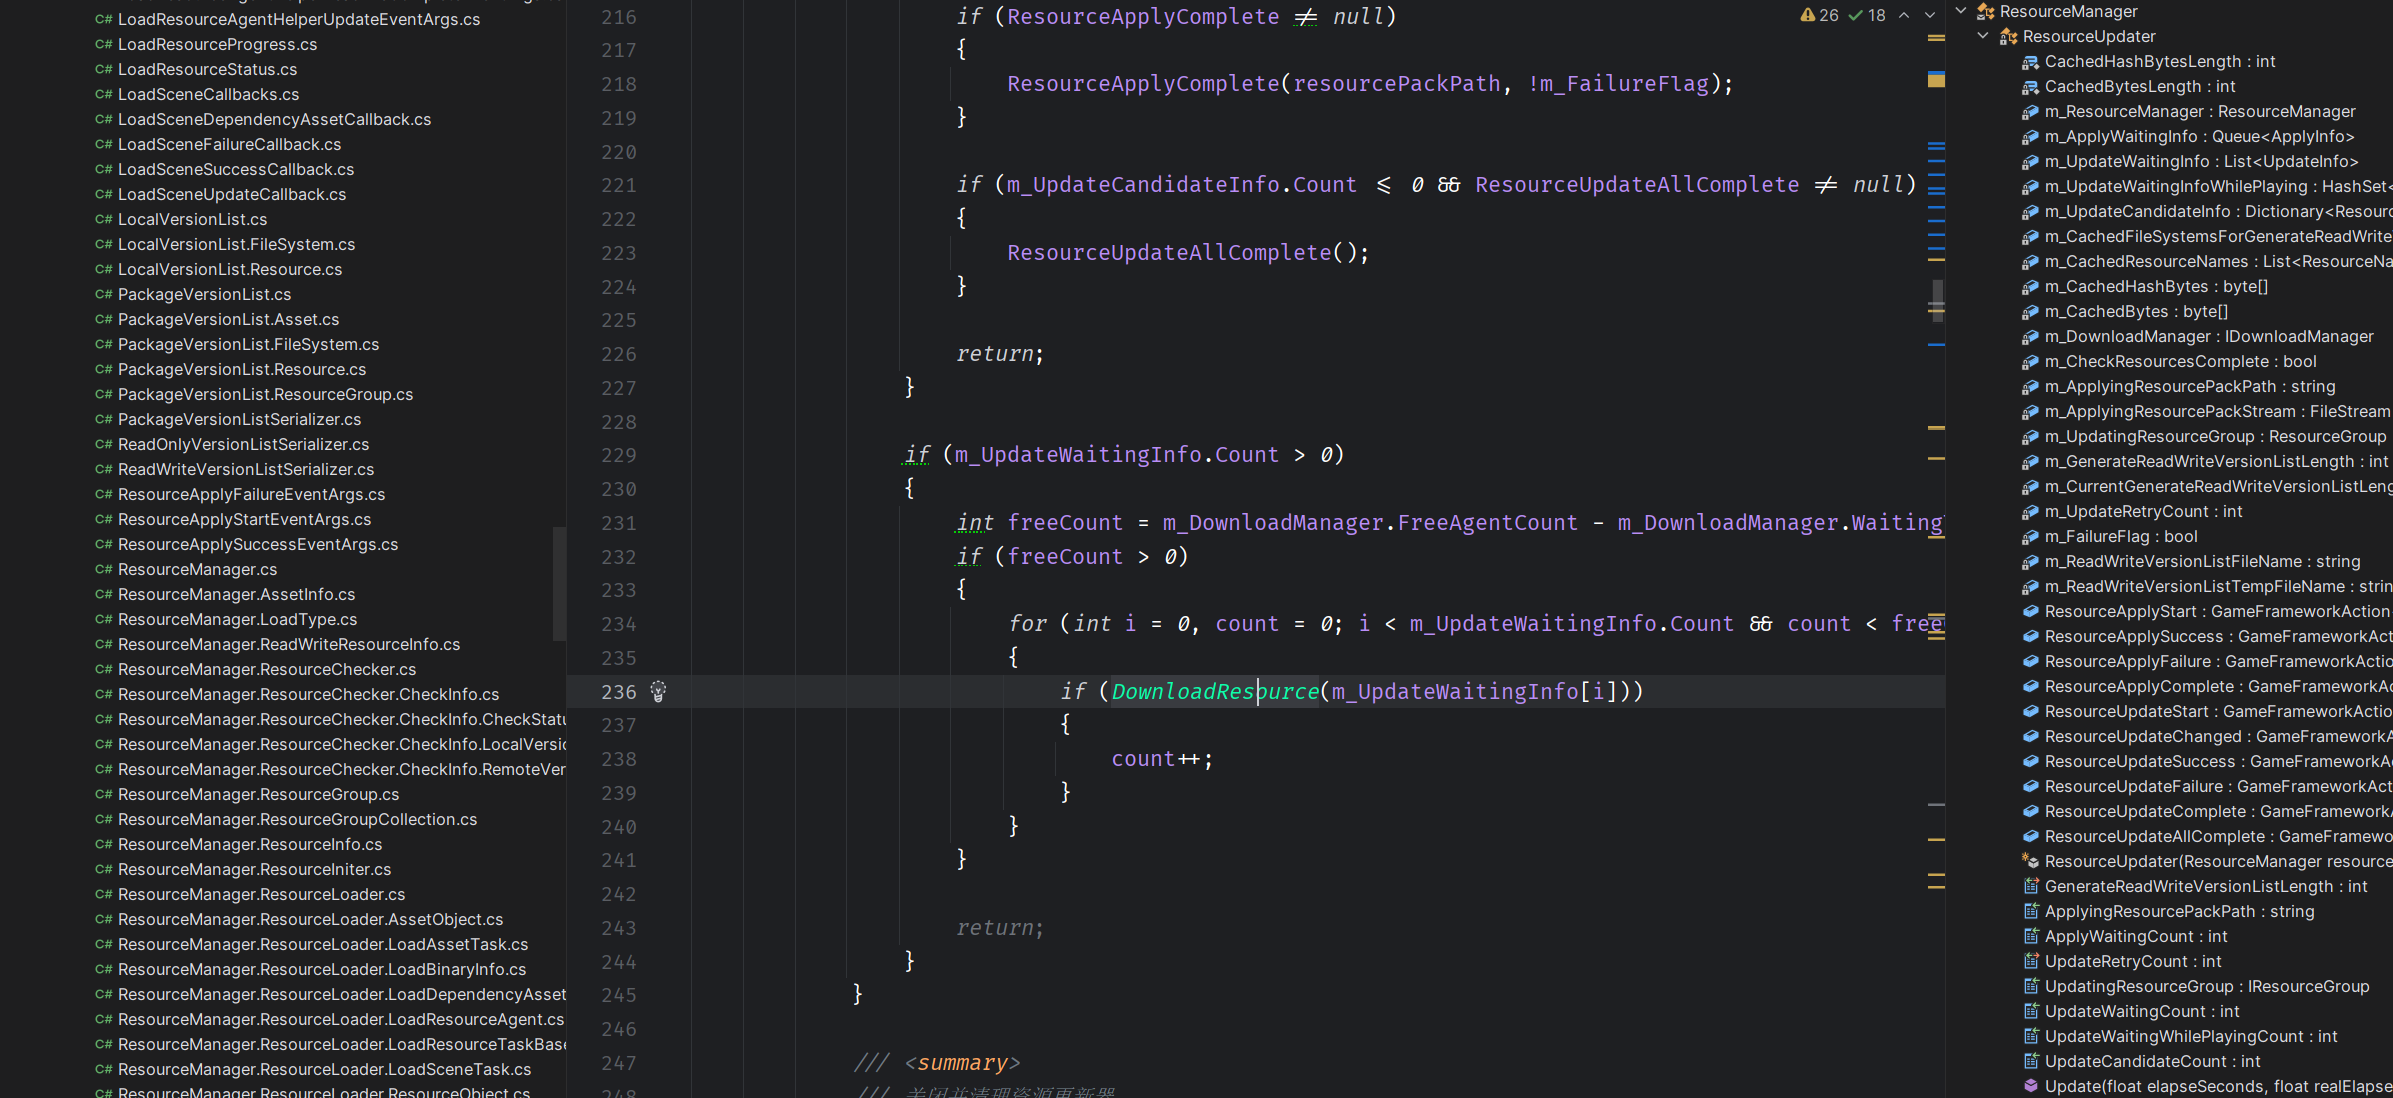 LoadResourceAgentHelperUpdateEventArgs.cs
LoadResourceProgress.cs
LoadResourceStatus.cs
LoadSceneCallbacks.cs
LoadSceneDependencyAssetCallback.cs
LoadSceneFailureCallback.cs
LoadSceneSuccessCallback.cs
LoadSceneUpdateCallback.cs
LocalVersionList.cs
LocalVersionList.FileSystem.cs
LocalVersionList.Resource.cs
PackageVersionList.cs
PackageVersionList.Asset.cs
PackageVersionList.FileSystem.cs
PackageVersionList.Resource.cs
PackageVersionList.ResourceGroup.cs
PackageVersionListSerializer.cs
ReadOnlyVersionListSerializer.cs
ReadWriteVersionListSerializer.cs
ResourceApplyFailureEventArgs.cs
ResourceApplyStartEventArgs.cs
ResourceApplySuccessEventArgs.cs
ResourceManager.cs
ResourceManager.AssetInfo.cs
ResourceManager.LoadType.cs
ResourceManager.ReadWriteResourceInfo.cs
ResourceManager.ResourceChecker.cs
ResourceManager.ResourceChecker.CheckInfo.cs
ResourceManager.ResourceChecker.CheckInfo.CheckStatu
ResourceManager.ResourceChecker.CheckInfo.LocalVersio
ResourceManager.ResourceChecker.CheckInfo.RemoteVer
ResourceManager.ResourceGroup.cs
ResourceManager.ResourceGroupCollection.cs
ResourceManager.ResourceInfo.cs
ResourceManager.ResourceIniter.cs
ResourceManager.ResourceLoader.cs
ResourceManager.ResourceLoader.AssetObject.cs
ResourceManager.ResourceLoader.LoadAssetTask.cs
ResourceManager.ResourceLoader.LoadBinaryInfo.cs
ResourceManager.ResourceLoader.LoadDependencyAsset
ResourceManager.ResourceLoader.LoadResourceAgent.cs
ResourceManager.ResourceLoader.LoadResourceTaskBase
ResourceManager.ResourceLoader.LoadSceneTask.cs
ResourceManager.ResourceLoader.ResourceObject.cs
216 if (ResourceApplyComplete ≠ null)
217 {
218 ResourceApplyComplete(resourcePackPath, !m_FailureFlag);
219 }
220
221 if (m_UpdateCandidateInfo.Count ≤ 0 && ResourceUpdateAllComplete ≠ null)
222 {
223 ResourceUpdateAllComplete();
224 }
225
226 return;
227 }
228
229 if (m_UpdateWaitingInfo.Count > 0)
230 {
231 int freeCount = m_DownloadManager.FreeAgentCount - m_DownloadManager.Waiting
232 if (freeCount > 0)
233 {
234 for (int i = 0, count = 0; i < m_UpdateWaitingInfo.Count && count < free
235 {
236 if (DownloadResource(m_UpdateWaitingInfo[i]))
237 {
238 count++;
239 }
240 }
241 }
242
243 return;
244 }
245 }
246
247 /// <summary>
248 /// 关闭并清理资源更新器
26 18
ResourceManager
ResourceUpdater
CachedHashBytesLength : int
CachedBytesLength : int
m_ResourceManager : ResourceManager
m_ApplyWaitingInfo : Queue<ApplyInfo>
m_UpdateWaitingInfo : List<UpdateInfo>
m_UpdateWaitingInfoWhilePlaying : HashSet<
m_UpdateCandidateInfo : Dictionary<Resourc
m_CachedFileSystemsForGenerateReadWrite
m_CachedResourceNames : List<ResourceNa
m_CachedHashBytes : byte[]
m_CachedBytes : byte[]
m_DownloadManager : IDownloadManager
m_CheckResourcesComplete : bool
m_ApplyingResourcePackPath : string
m_ApplyingResourcePackStream : FileStream
m_UpdatingResourceGroup : ResourceGroup
m_GenerateReadWriteVersionListLength : int
m_CurrentGenerateReadWriteVersionListLeng
m_UpdateRetryCount : int
m_FailureFlag : bool
m_ReadWriteVersionListFileName : string
m_ReadWriteVersionListTempFileName : strin
ResourceApplyStart : GameFrameworkAction
ResourceApplySuccess : GameFrameworkAct
ResourceApplyFailure : GameFrameworkActio
ResourceApplyComplete : GameFrameworkAc
ResourceUpdateStart : GameFrameworkActio
ResourceUpdateChanged : GameFrameworkA
ResourceUpdateSuccess : GameFrameworkAc
ResourceUpdateFailure : GameFrameworkAct
ResourceUpdateComplete : GameFrameworkA
ResourceUpdateAllComplete : GameFramewo
ResourceUpdater(ResourceManager resource
GenerateReadWriteVersionListLength : int
ApplyingResourcePackPath : string
ApplyWaitingCount : int
UpdateRetryCount : int
UpdatingResourceGroup : IResourceGroup
UpdateWaitingCount : int
UpdateWaitingWhilePlayingCount : int
UpdateCandidateCount : int
Update(float elapseSeconds, float realElapse